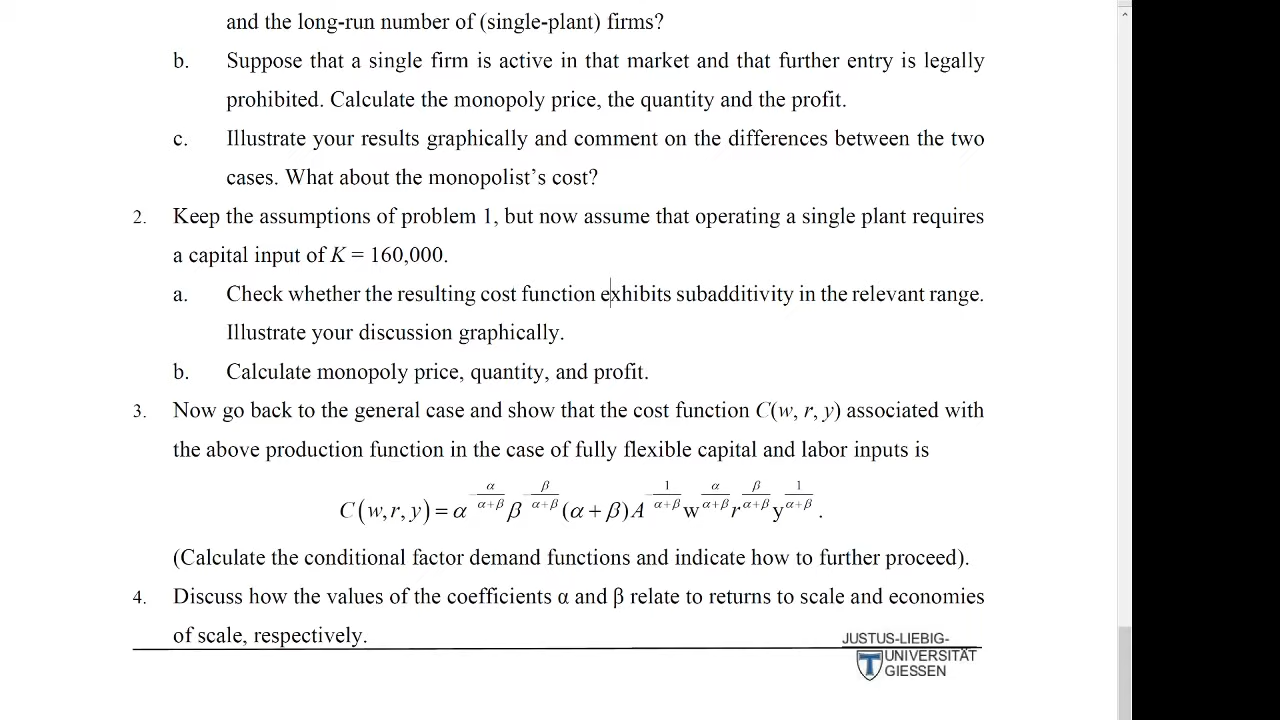 and the long-run number of (single-plant) firms?
b. Suppose that a single firm is active in that market and that further entry is legally
prohibited. Calculate the monopoly price, the quantity and the profit.
c. Illustrate your results graphically and comment on the differences between the two
cases. What about the monopolist’s cost?
2. Keep the assumptions of problem 1, but now assume that operating a single plant requires
a capital input of K = 160,000.
a. Check whether the resulting cost function exhibits subadditivity in the relevant range.
Illustrate your discussion graphically.
b. Calculate monopoly price, quantity, and profit.
3. Now go back to the general case and show that the cost function C(w, r, y) associated with
the above production function in the case of fully flexible capital and labor inputs is
C(w,r,y) = α^{-α/(α+β)} β^{-β/(α+β)} (α+β) A^{-1/(α+β)} w^{α/(α+β)} r^{β/(α+β)} y^{1/(α+β)}.
(Calculate the conditional factor demand functions and indicate how to further proceed).
4. Discuss how the values of the coefficients α and β relate to returns to scale and economies
of scale, respectively.
JUSTUS-LIEBIG-
UNIVERSITÄT
GIESSEN